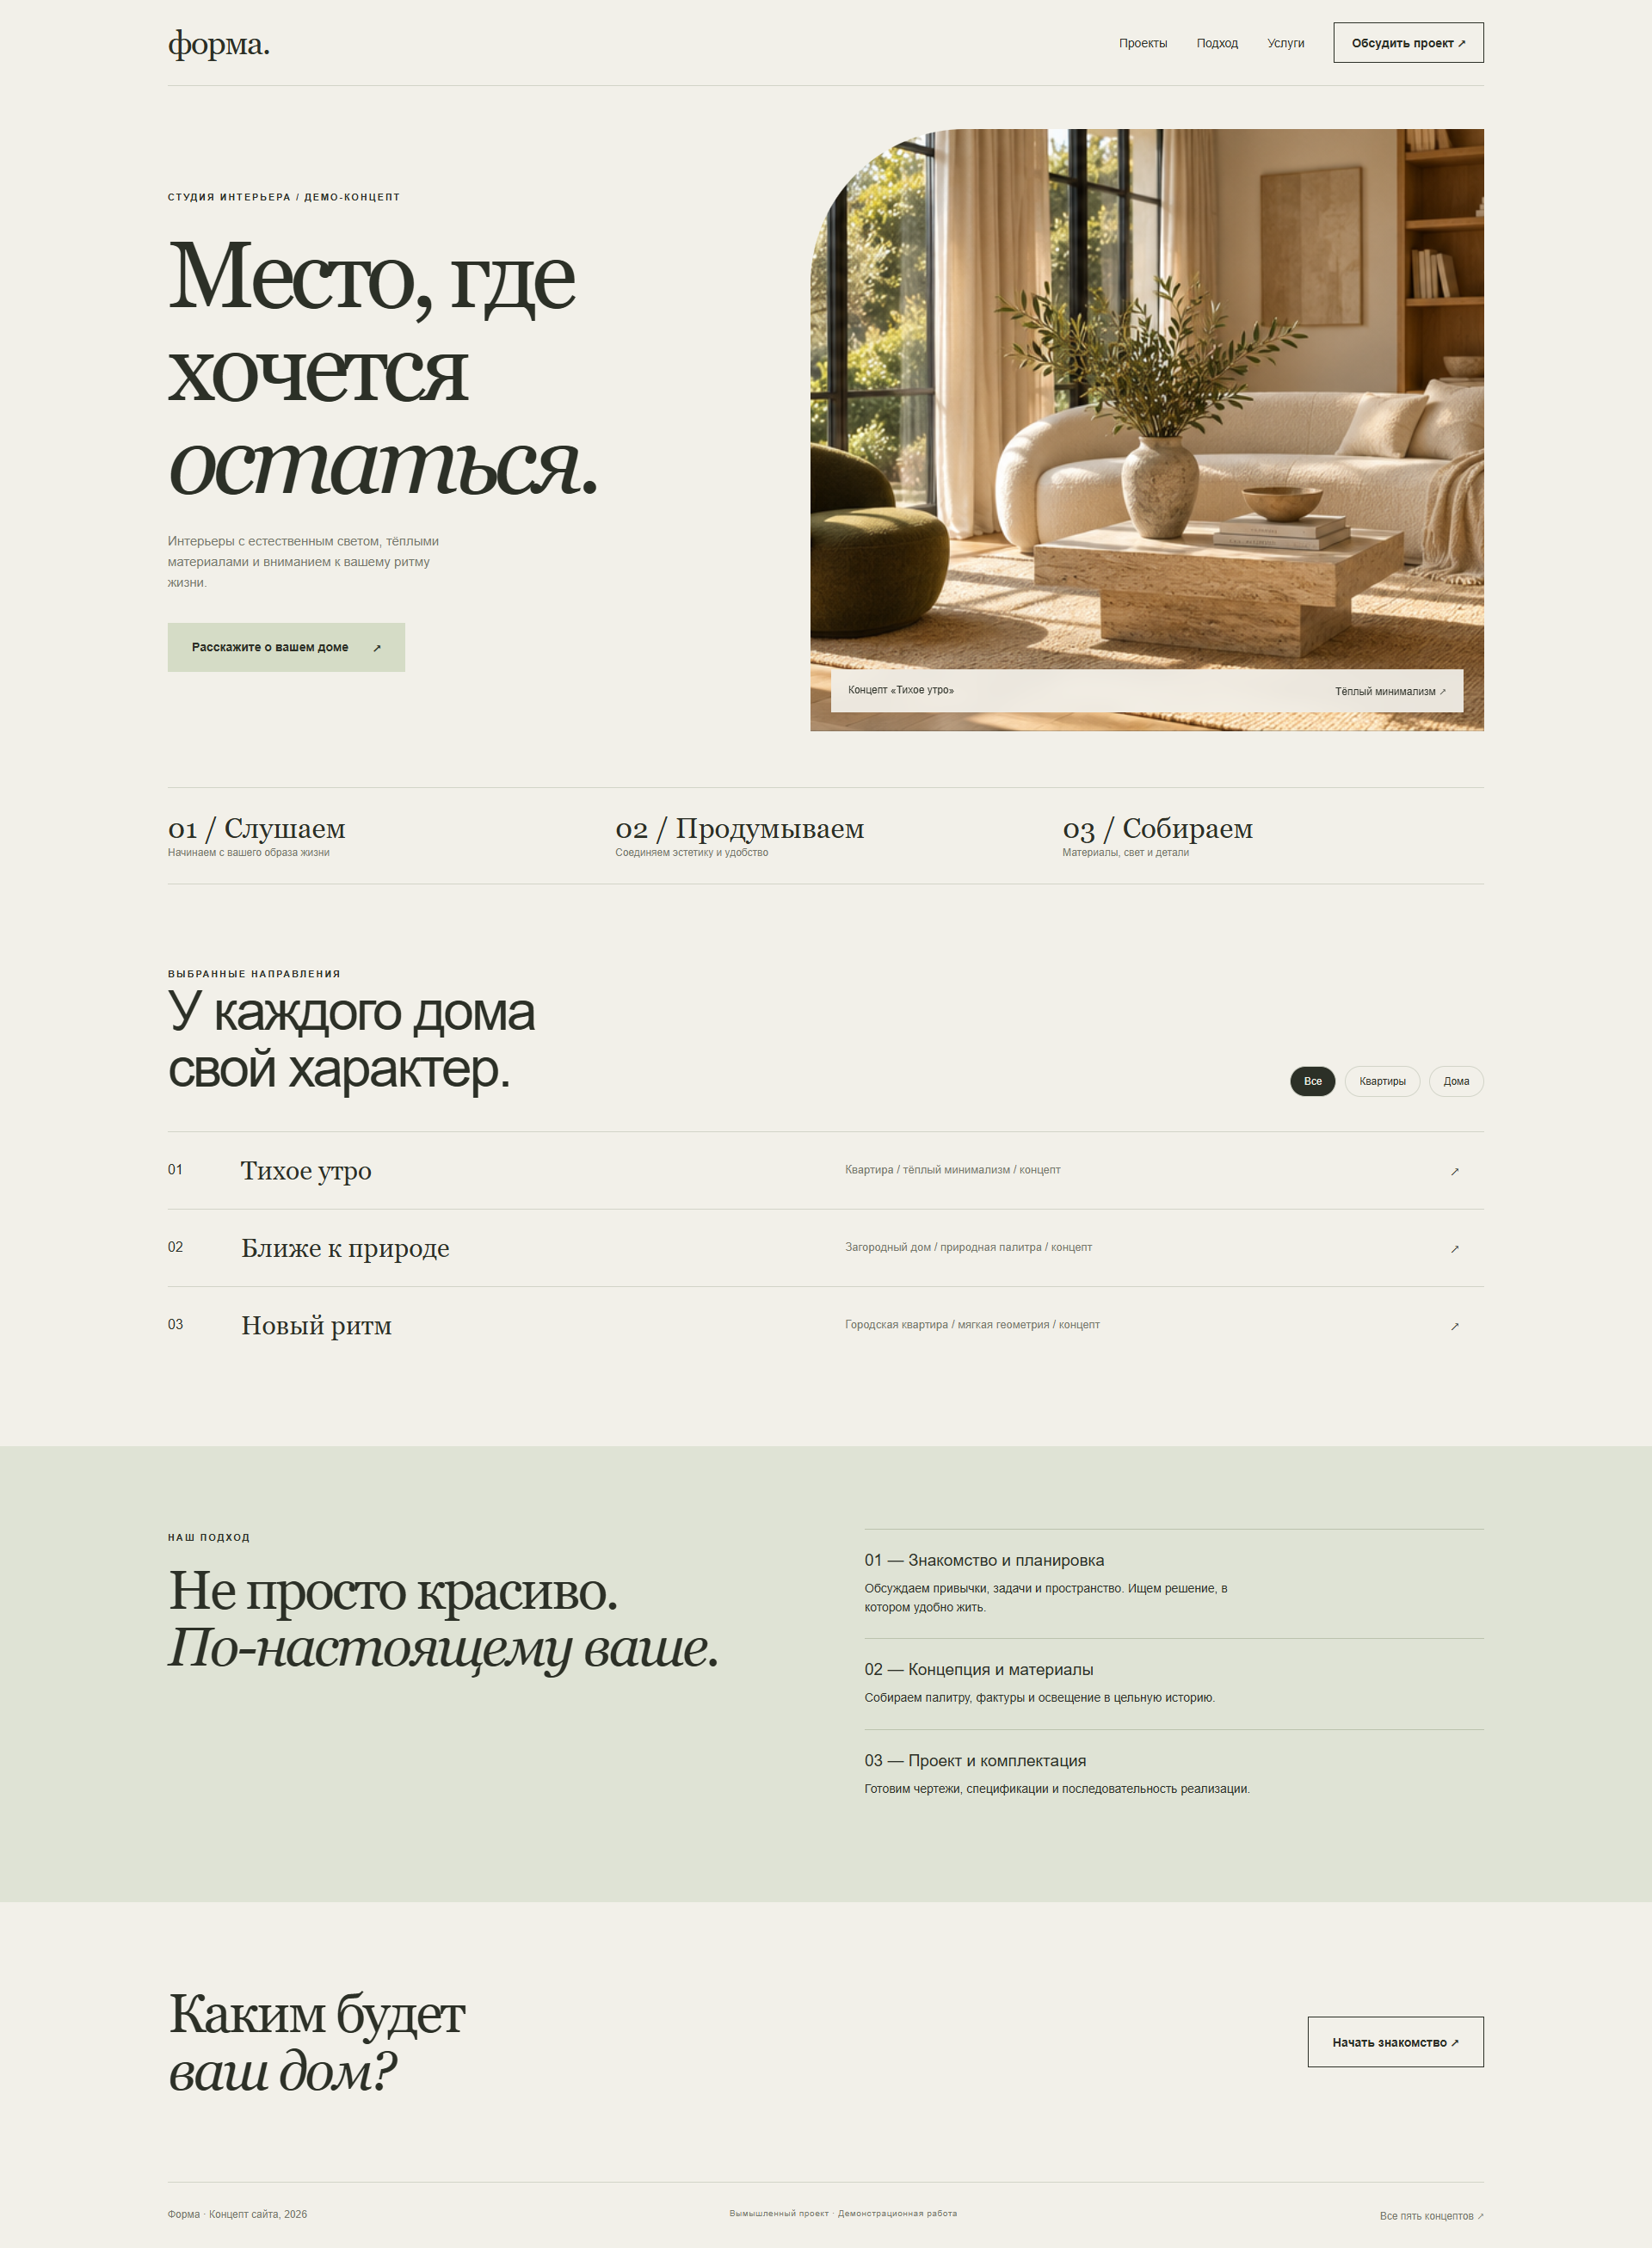 форма.
Проекты
Подход
Услуги
Обсудить проект ↗
СТУДИЯ ИНТЕРЬЕРА / ДЕМО-КОНЦЕПТ
Место, где
хочется
остаться.
Интерьеры с естественным светом, тёплыми
материалами и вниманием к вашему ритму
жизни.
Расскажите о вашем доме ↗
Концепт «Тихое утро»
Тёплый минимализм ↗
01 / Слушаем
Начинаем с вашего образа жизни
02 / Продумываем
Соединяем эстетику и удобство
03 / Собираем
Материалы, свет и детали
ВЫБРАННЫЕ НАПРАВЛЕНИЯ
У каждого дома
свой характер.
Все
Квартиры
Дома
01
Тихое утро
Квартира / тёплый минимализм / концепт
↗
02
Ближе к природе
Загородный дом / природная палитра / концепт
↗
03
Новый ритм
Городская квартира / мягкая геометрия / концепт
↗
НАШ ПОДХОД
Не просто красиво.
По-настоящему ваше.
01 — Знакомство и планировка
Обсуждаем привычки, задачи и пространство. Ищем решение, в
котором удобно жить.
02 — Концепция и материалы
Собираем палитру, фактуры и освещение в цельную историю.
03 — Проект и комплектация
Готовим чертежи, спецификации и последовательность реализации.
Каким будет
ваш дом?
Начать знакомство ↗
Форма · Концепт сайта, 2026
Вымышленный проект · Демонстрационная работа
Все пять концептов ↗